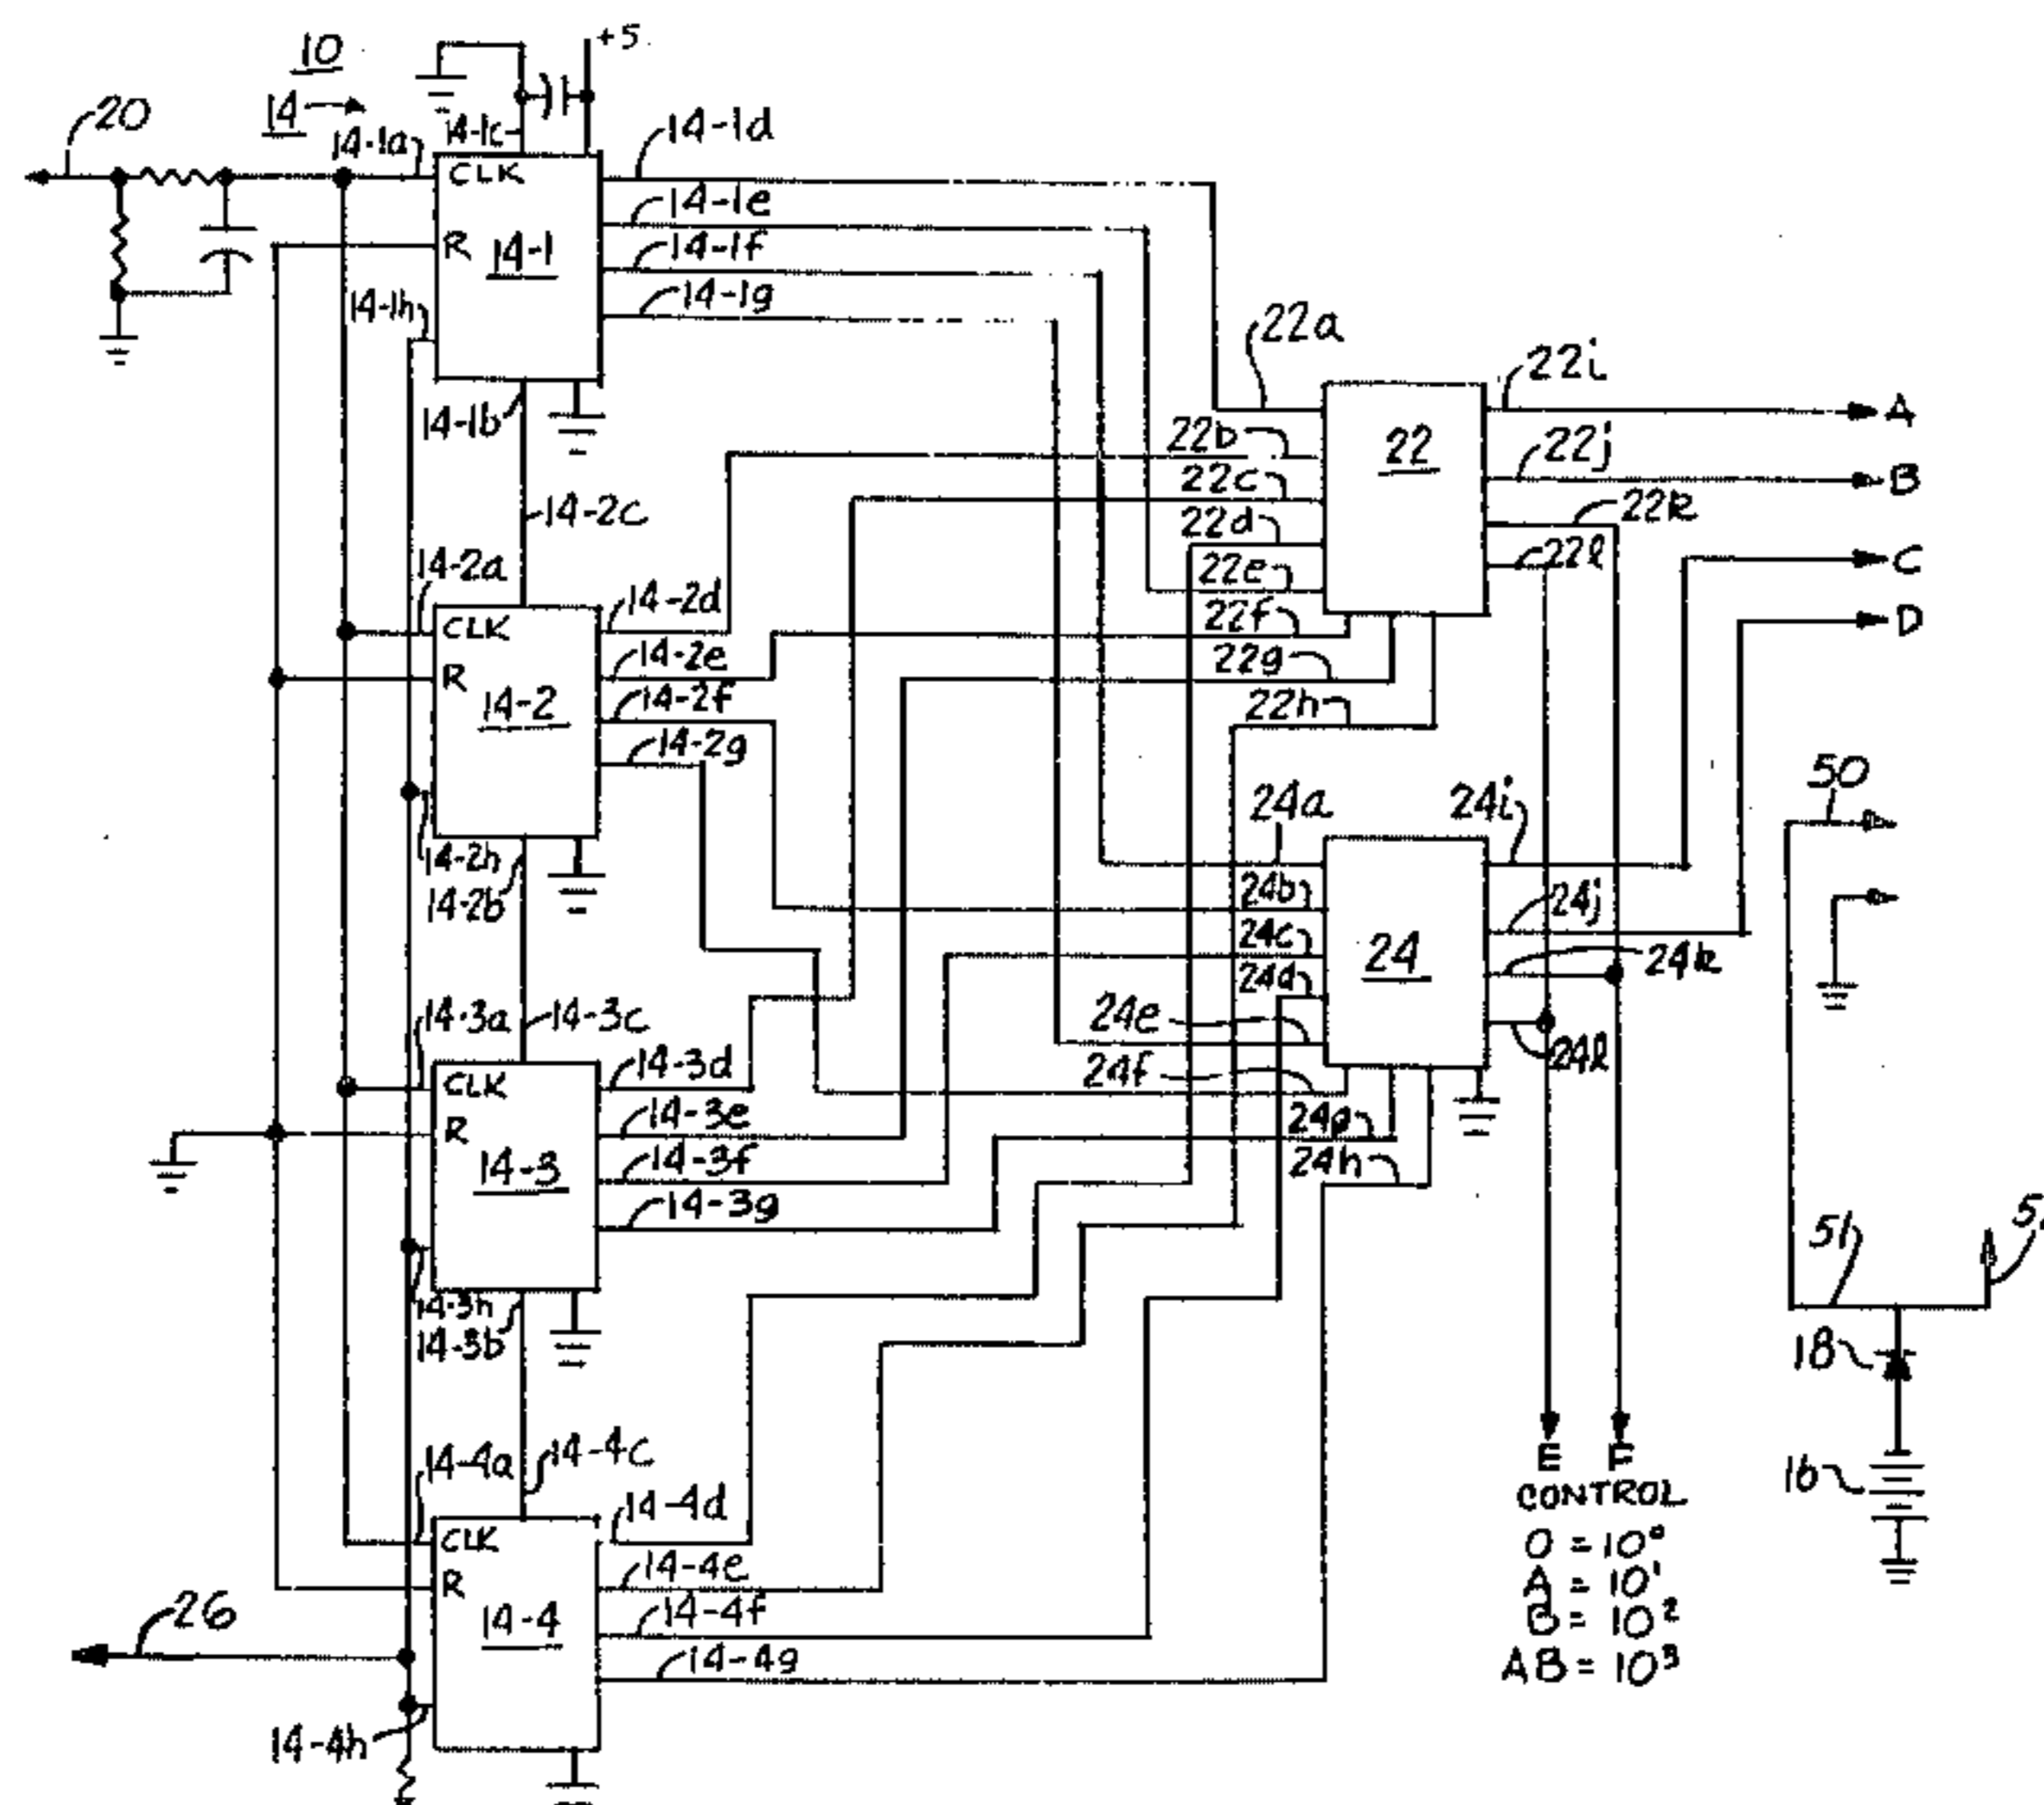 10
+5
14
20
14-1a
14-1c
14-1d
CLK
14-1e
R
14-1
14-1f
14-1h
14-1g
22a
22i
A
14-1b
22b
22
22j
B
22c
14-2c
22d
22k
22l
C
14-2a
22e
14-2d
22f
D
CLK
14-2e
22g
R
14-2
14-2f
22h
14-2g
50
24a
24i
14-2h
24b
24j
14-2b
24c
24
24k
24d
14-3a
14-3c
24e
24l
14-3d
24f
CLK
14-3e
24g
R
14-3
14-3f
24h
14-3g
51
14-3h
14-3b
18
14-4a
14-4c
E F
16
CONTROL
14-4d
CLK
0 = 10⁰
14-4e
R
A = 10¹
14-4
14-4f
B = 10²
26
14-4g
AB = 10³
14-4h